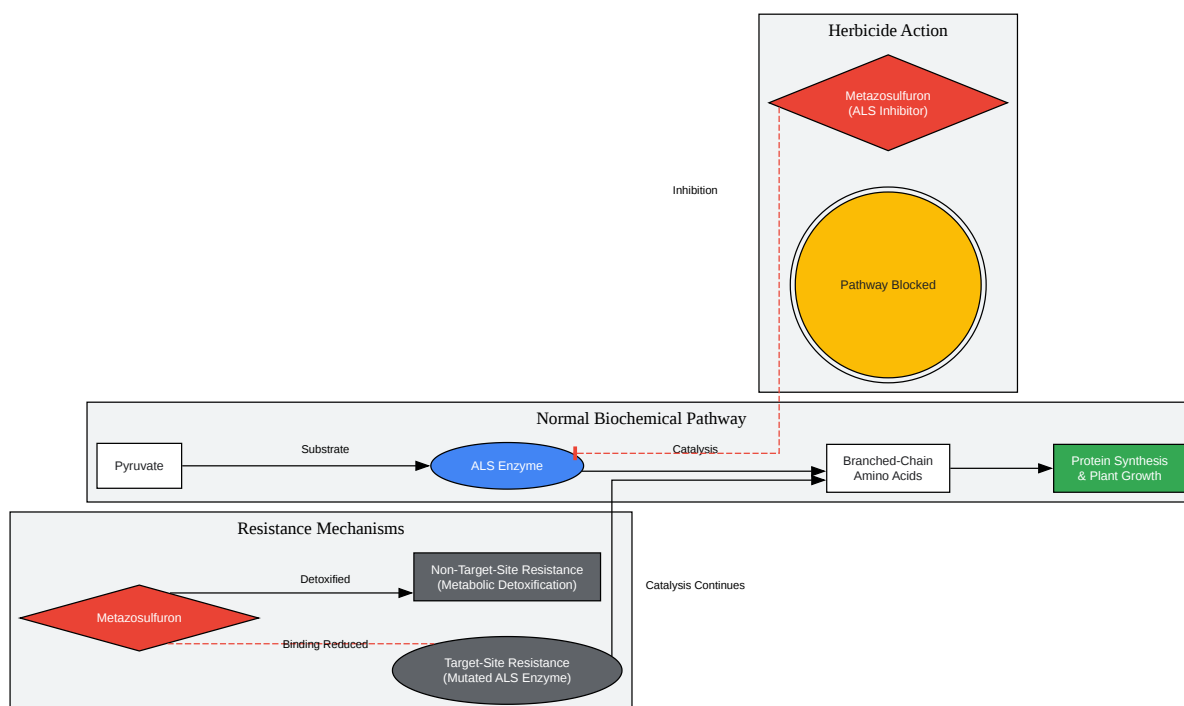 Herbicide Action
Metazosulfuron
(ALS Inhibitor)
Inhibition
Pathway Blocked
Normal Biochemical Pathway
Pyruvate
Substrate
ALS Enzyme
Catalysis
Branched-Chain
Amino Acids
Protein Synthesis
& Plant Growth
Resistance Mechanisms
Metazosulfuron
Detoxified
Non-Target-Site Resistance
(Metabolic Detoxification)
Binding Reduced
Target-Site Resistance
(Mutated ALS Enzyme)
Catalysis Continues